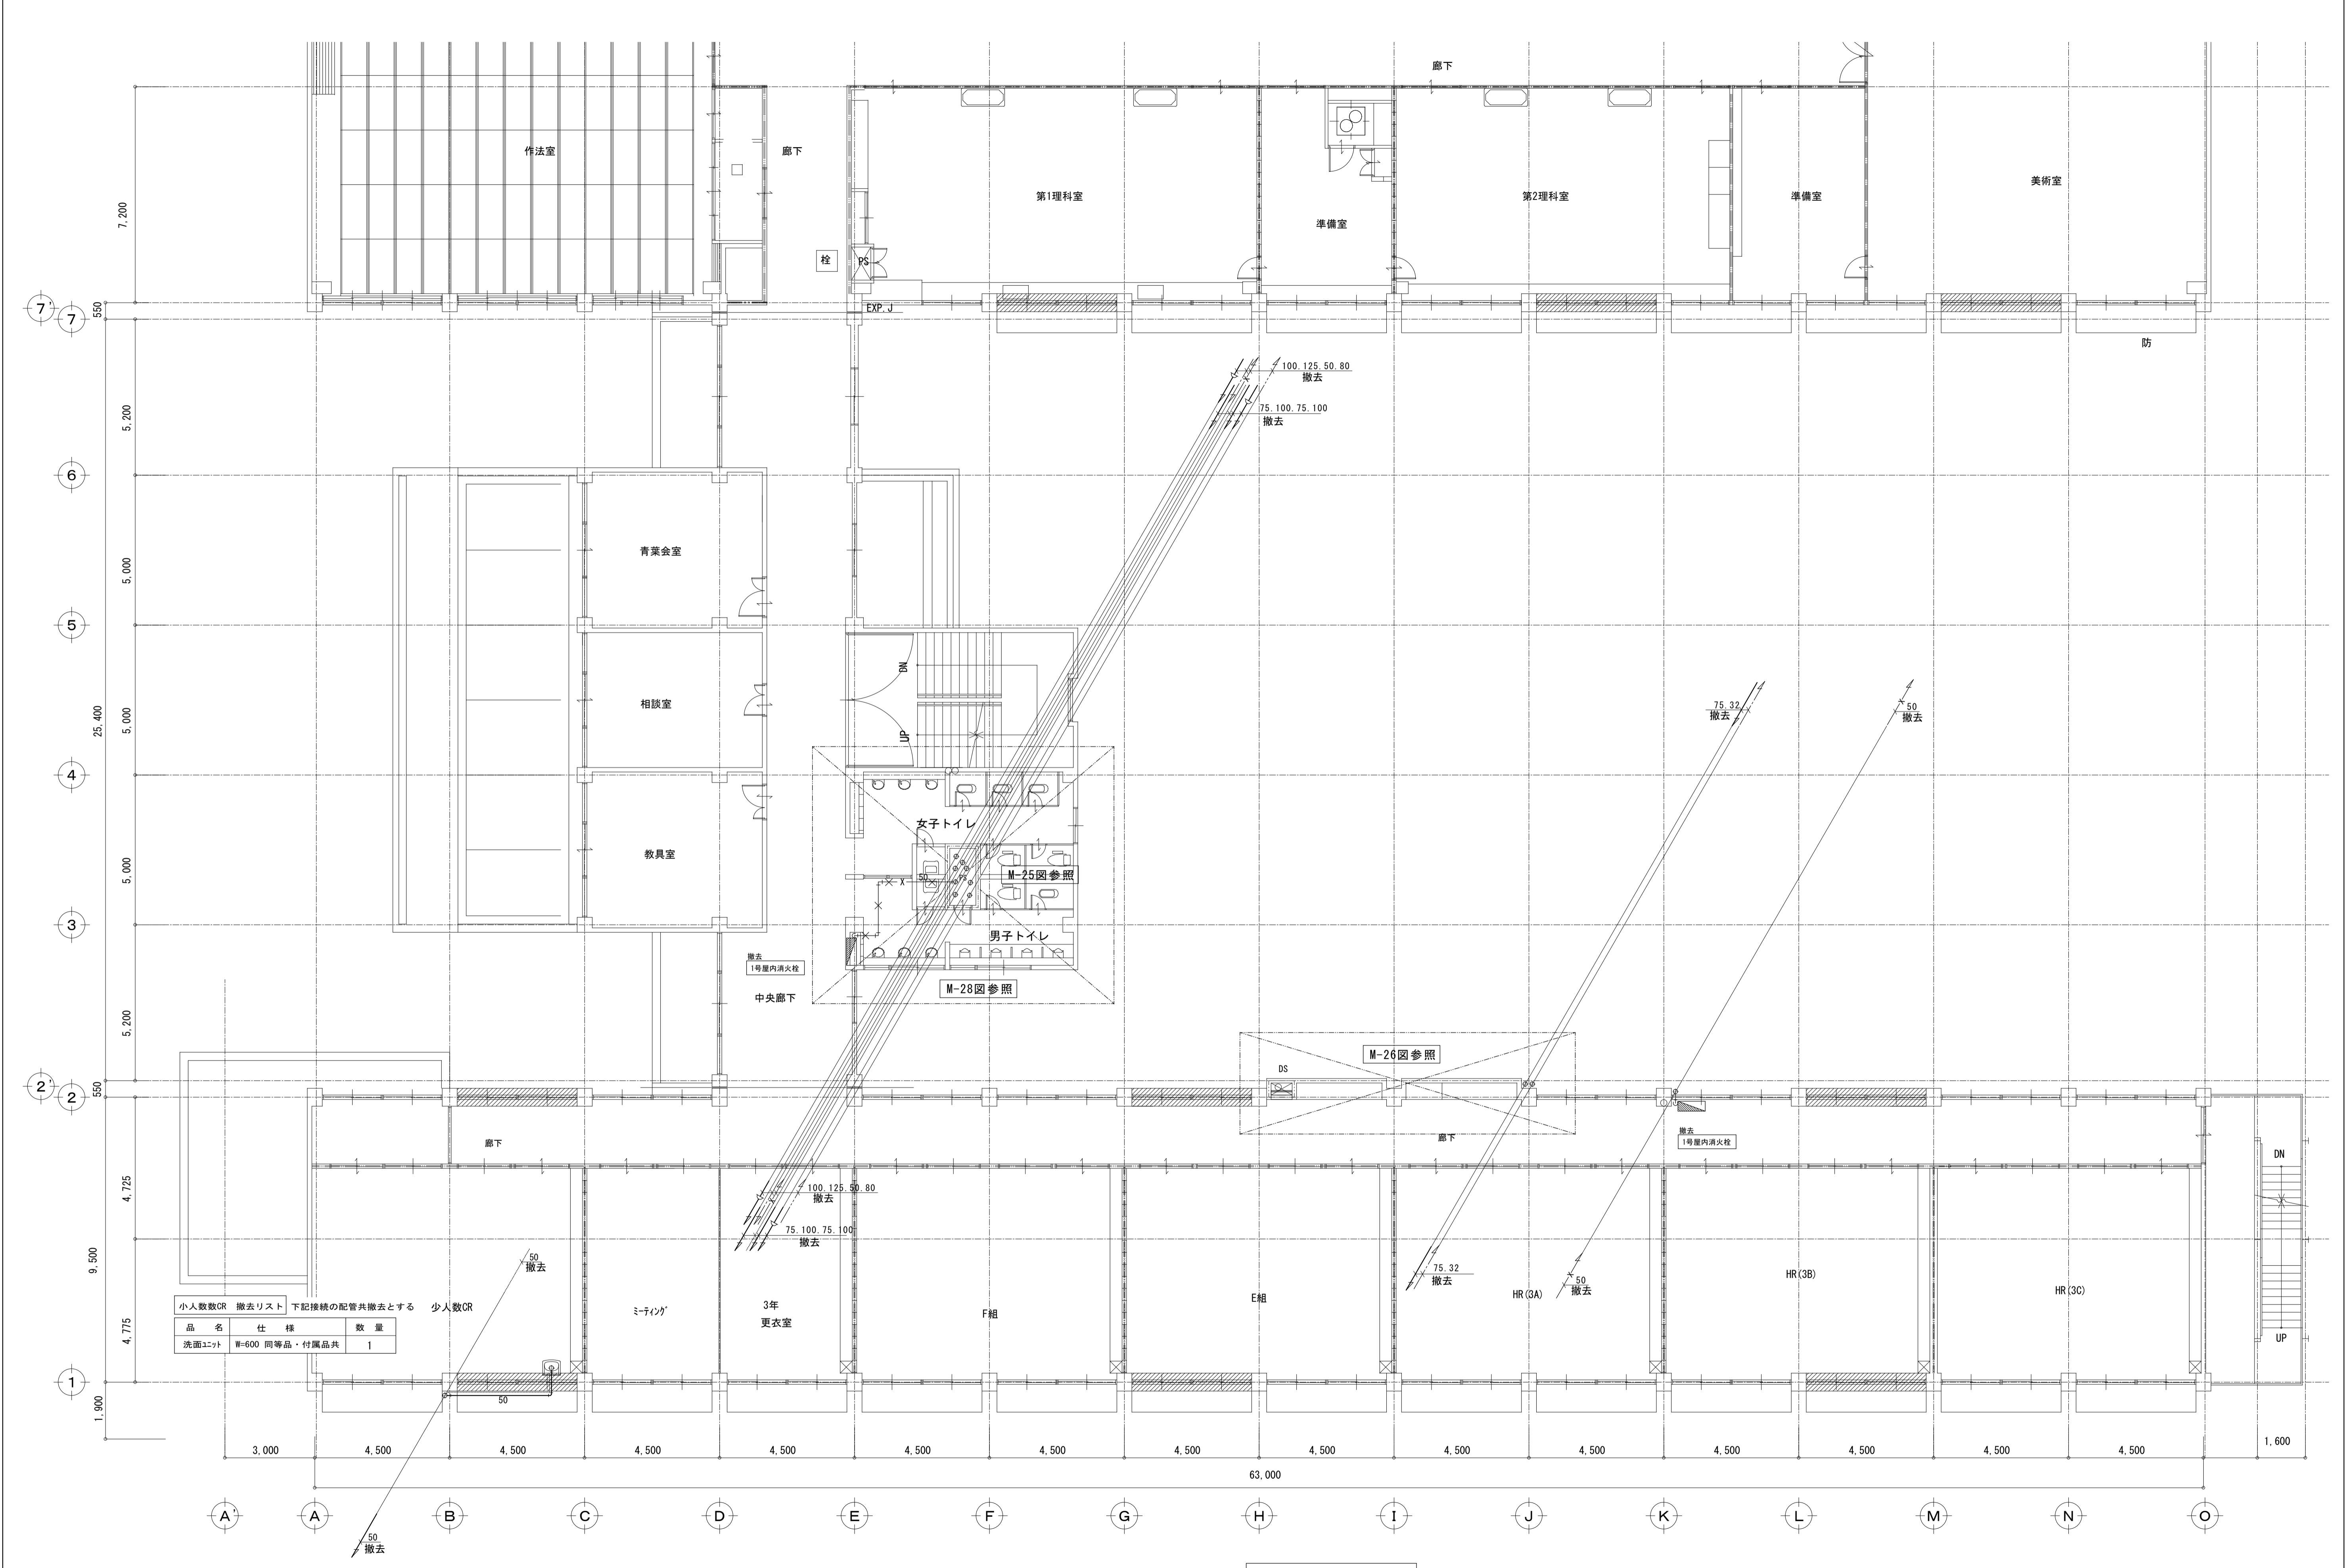 廊下
作法室
廊下
第1理科室
準備室
第2理科室
準備室
美術室
栓
PS
EXP.J
防
7,200
550
7'
7
100.125.50.80
撤去
75.100.75.100
撤去
5,200
6
青葉会室
5,000
5
DN
相談室
UP
75.32
撤去
50
撤去
25,400
5,000
4
女子トイレ
教具室
5,000
X
50
PS
M-25図参照
3
男子トイレ
撤去
1号屋内消火栓
中央廊下
M-28図参照
5,200
M-26図参照
DS
550
2'
2
廊下
廊下
撤去
1号屋内消火栓
DN
4,725
100.125.50.80
撤去
75.100.75.100
撤去
50
撤去
9,500
75.32
撤去
50
撤去
HR(3A)
HR(3B)
HR(3C)
E組
F組
3年
更衣室
ﾐｰﾃｨﾝｸﾞ
少人数CR
小人数数CR 撤去リスト 下記接続の配管共撤去とする
品 名 仕 様 数 量
洗面ﾕﾆｯﾄ W=600 同等品・付属品共 1
4,775
UP
1
50
1,900
3,000 4,500 4,500 4,500 4,500 4,500 4,500 4,500 4,500 4,500 4,500 4,500 4,500 4,500 4,500 1,600
63,000
A' A B C D E F G H I J K L M N O
50
撤去